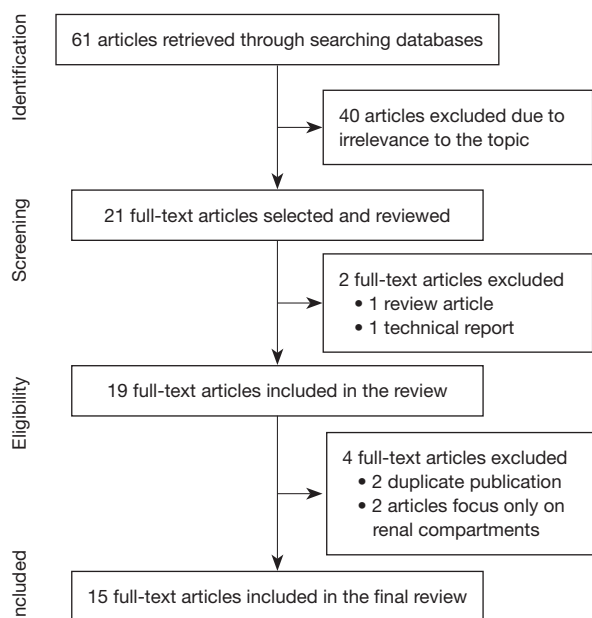 Identification
61 articles retrieved through searching databases
40 articles excluded due to
irrelevance to the topic
Screening
21 full-text articles selected and reviewed
2 full-text articles excluded
• 1 review article
• 1 technical report
Eligibility
19 full-text articles included in the review
4 full-text articles excluded
• 2 duplicate publication
• 2 articles focus only on
renal compartments
ncluded
15 full-text articles included in the final review